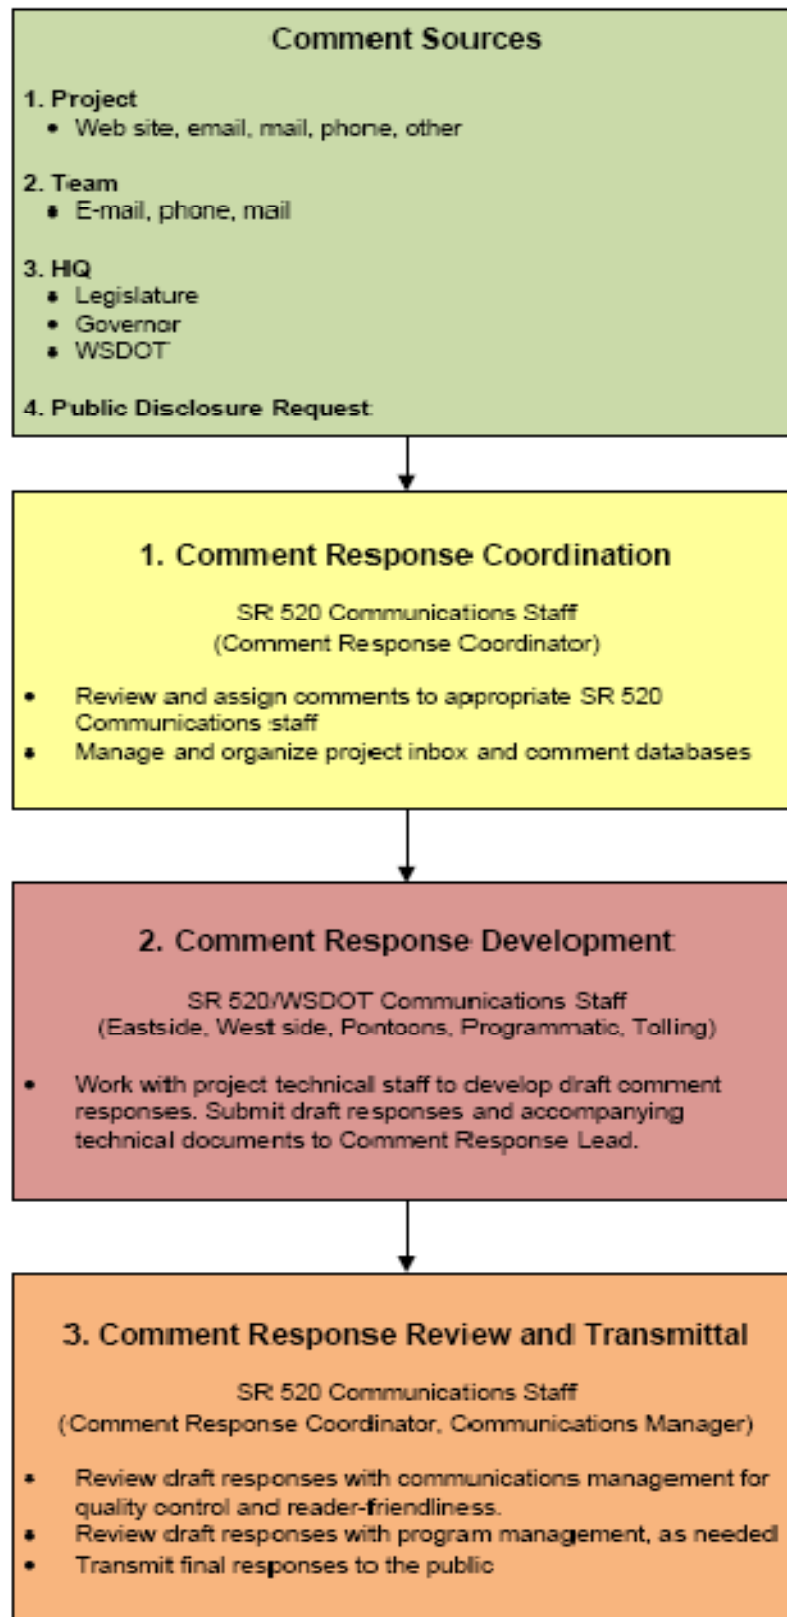 Comment Sources
1. Project
• Web site, email, mail, phone, other
2. Team
• E-mail, phone, mail
3. HQ
• Legislature
• Governor
• WSDOT
4. Public Disclosure Request
1. Comment Response Coordination
SR 520 Communications Staff
(Comment Response Coordinator)
• Review and assign comments to appropriate SR 520
Communications staff
• Manage and organize project inbox and comment databases
2. Comment Response Development
SR 520/WSDOT Communications Staff
(Eastside, West side, Pontoons, Programmatic, Tolling)
• Work with project technical staff to develop draft comment
responses. Submit draft responses and accompanying
technical documents to Comment Response Lead.
3. Comment Response Review and Transmittal
SR 520 Communications Staff
(Comment Response Coordinator, Communications Manager)
• Review draft responses with communications management for
quality control and reader-friendliness.
• Review draft responses with program management, as needed
• Transmit final responses to the public